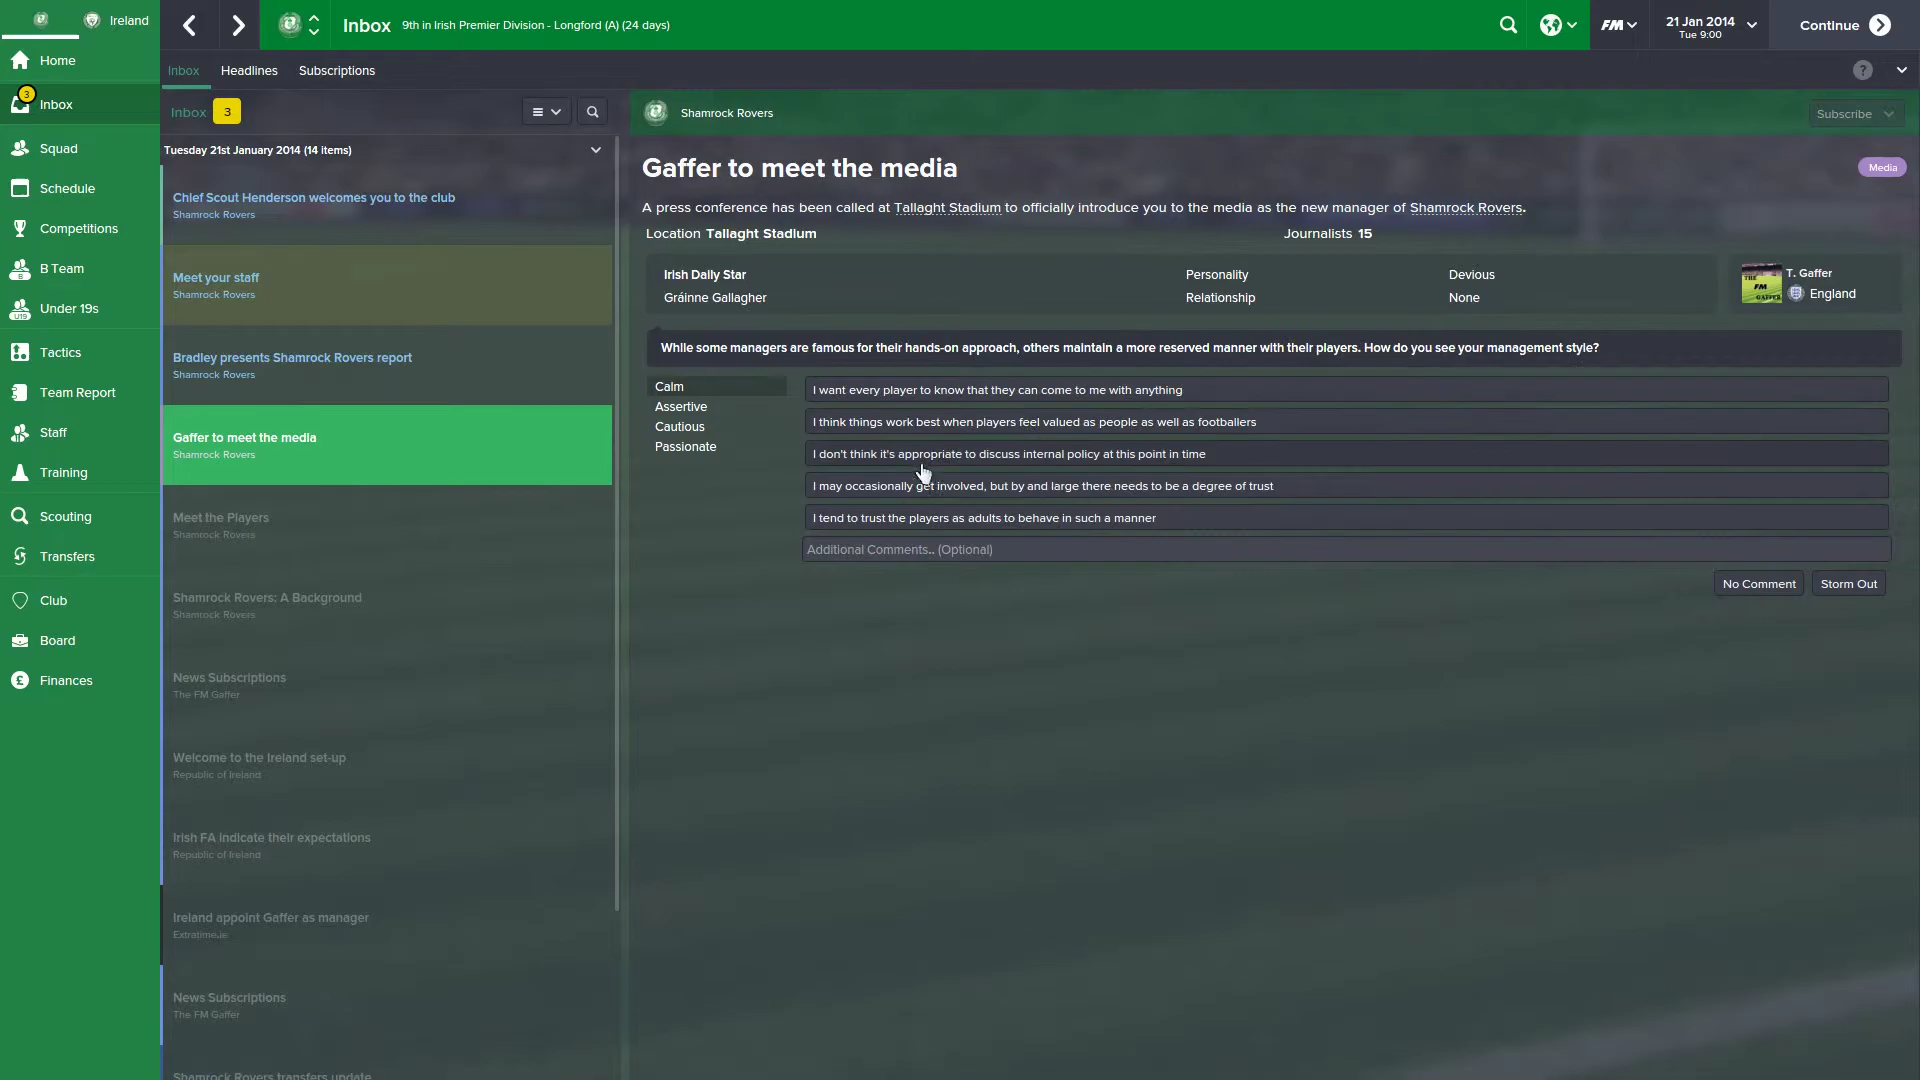 Ireland
Inbox 9th in Irish Premier Division - Longford (A) (24 days)
FM
21 Jan 2014
Tue 9:00
Continue
Home
3
Inbox
Squad
Schedule
Competitions
B
B Team
U19
Under 19s
Tactics
Team Report
Staff
Training
Scouting
Transfers
Club
Board
£
Finances
Inbox Headlines Subscriptions
?
Inbox 3
Tuesday 21st January 2014 (14 items)
Chief Scout Henderson welcomes you to the club
Shamrock Rovers
Meet your staff
Shamrock Rovers
Bradley presents Shamrock Rovers report
Shamrock Rovers
Gaffer to meet the media
Shamrock Rovers
Meet the Players
Shamrock Rovers
Shamrock Rovers: A Background
Shamrock Rovers
News Subscriptions
The FM Gaffer
Welcome to the Ireland set-up
Republic of Ireland
Irish FA indicate their expectations
Republic of Ireland
Ireland appoint Gaffer as manager
Extratime.ie
News Subscriptions
The FM Gaffer
Shamrock Rovers transfers update
Shamrock Rovers
Subscribe
Gaffer to meet the media
Media
A press conference has been called at Tallaght Stadium to officially introduce you to the media as the new manager of Shamrock Rovers.
Location Tallaght Stadium Journalists 15
Irish Daily Star Personality Devious
Gráinne Gallagher Relationship None
THE
FM
GAFFER
T. Gaffer
England
While some managers are famous for their hands-on approach, others maintain a more reserved manner with their players. How do you see your management style?
Calm
Assertive
Cautious
Passionate
I want every player to know that they can come to me with anything
I think things work best when players feel valued as people as well as footballers
I don't think it's appropriate to discuss internal policy at this point in time
I may occasionally get involved, but by and large there needs to be a degree of trust
I tend to trust the players as adults to behave in such a manner
Additional Comments.. (Optional)
No Comment
Storm Out